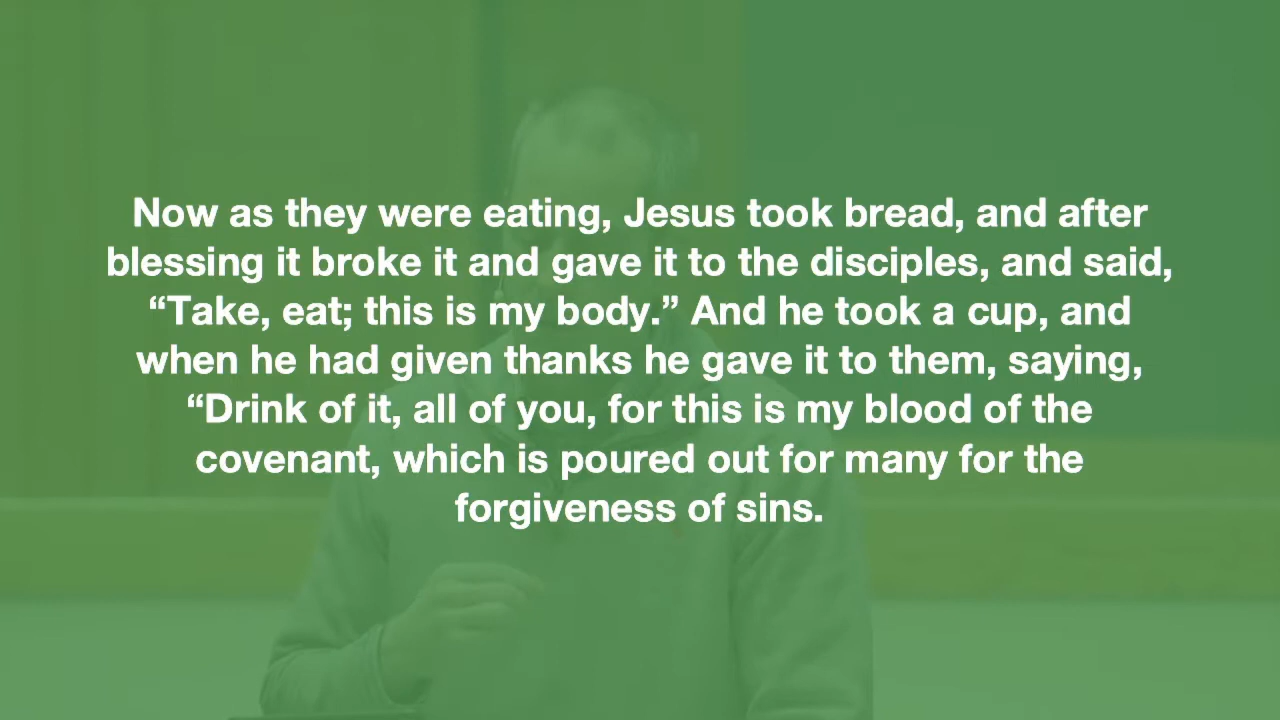 Now as they were eating, Jesus took bread, and after
blessing it broke it and gave it to the disciples, and said,
“Take, eat; this is my body.” And he took a cup, and
when he had given thanks he gave it to them, saying,
“Drink of it, all of you, for this is my blood of the
covenant, which is poured out for many for the
forgiveness of sins.